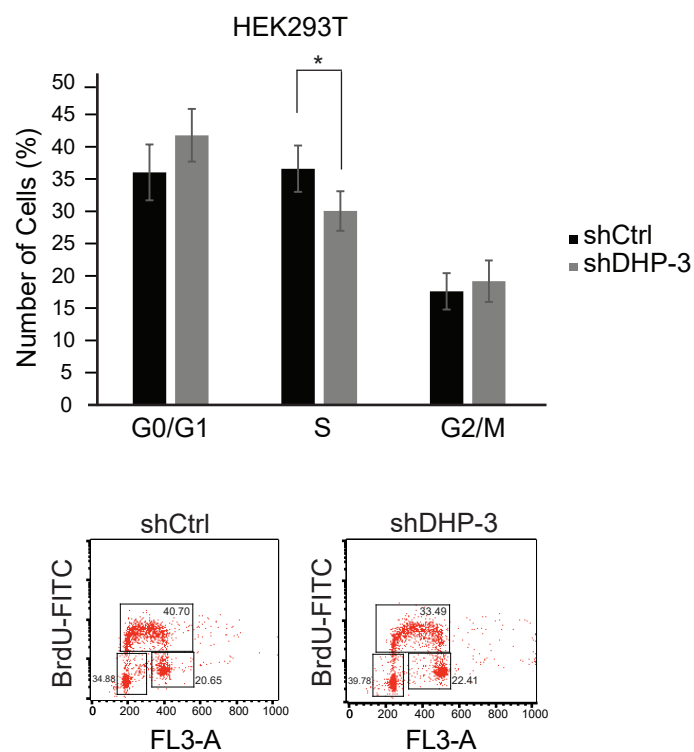 HEK293T
*
Number of Cells (%)
50
45
40
35
30
25
20
15
10
5
0
G0/G1 S G2/M
shCtrl
shDHP-3
shCtrl shDHP-3
BrdU-FITC
40.70
34.88
20.65
0 200 400 600 800 1000
FL3-A
BrdU-FITC
33.49
39.78
22.41
0 200 400 600 800 1000
FL3-A